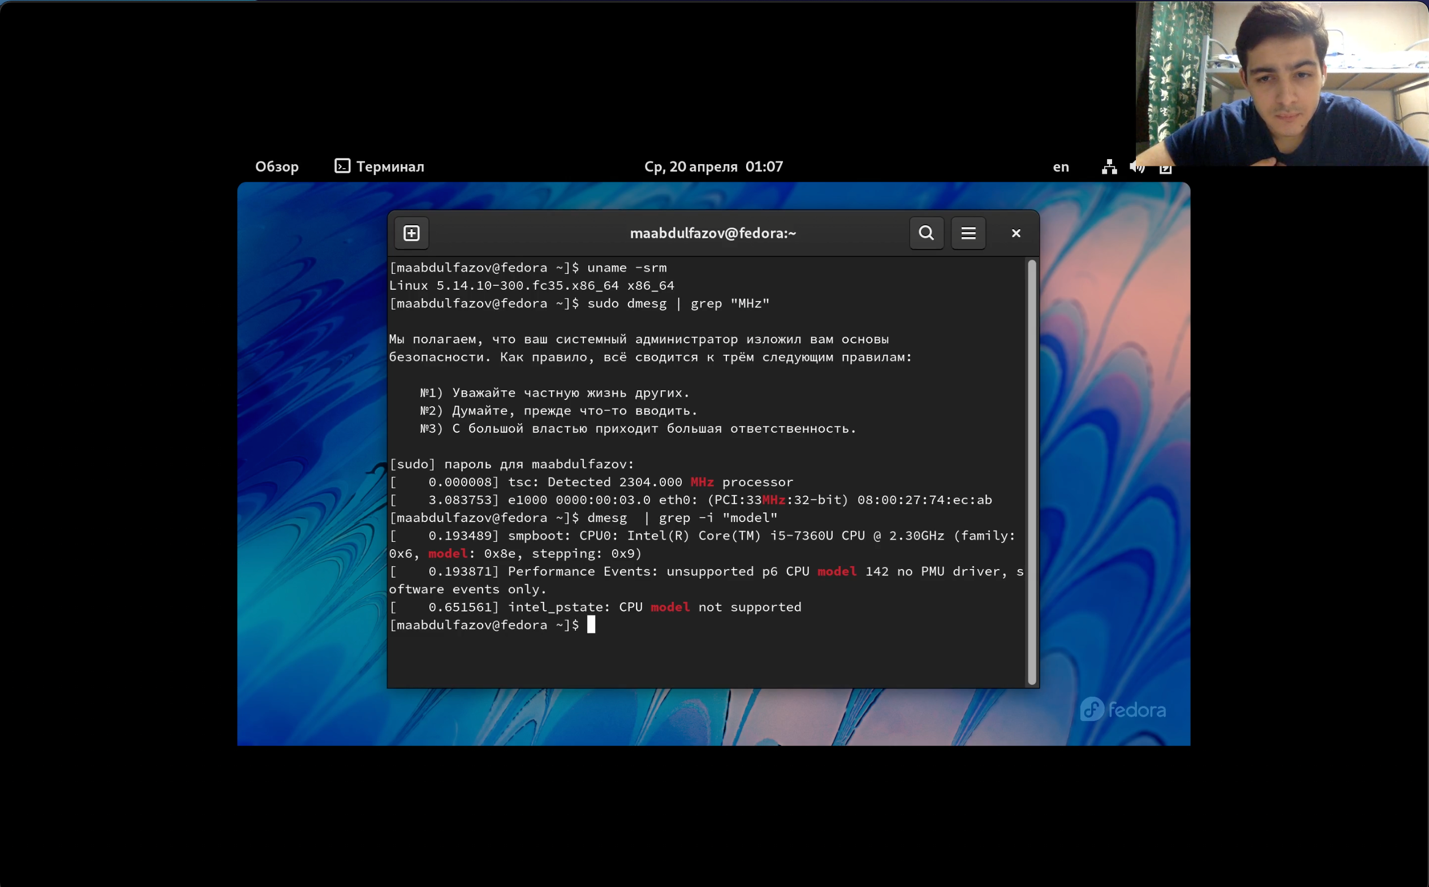 Обзор Терминал Ср, 20 апреля 01:07 en
maabdulfazov@fedora:~
[maabdulfazov@fedora ~]$ uname -srm
Linux 5.14.10-300.fc35.x86_64 x86_64
[maabdulfazov@fedora ~]$ sudo dmesg | grep "MHz"
Мы полагаем, что ваш системный администратор изложил вам основы
безопасности. Как правило, всё сводится к трём следующим правилам:
№1) Уважайте частную жизнь других.
№2) Думайте, прежде что-то вводить.
№3) С большой властью приходит большая ответственность.
[sudo] пароль для maabdulfazov:
[    0.000008] tsc: Detected 2304.000 MHz processor
[    3.083753] e1000 0000:00:03.0 eth0: (PCI:33MHz:32-bit) 08:00:27:74:ec:ab
[maabdulfazov@fedora ~]$ dmesg  | grep -i "model"
[    0.193489] smpboot: CPU0: Intel(R) Core(TM) i5-7360U CPU @ 2.30GHz (family:
0x6, model: 0x8e, stepping: 0x9)
[    0.193871] Performance Events: unsupported p6 CPU model 142 no PMU driver, s
oftware events only.
[    0.651561] intel_pstate: CPU model not supported
[maabdulfazov@fedora ~]$
fedora